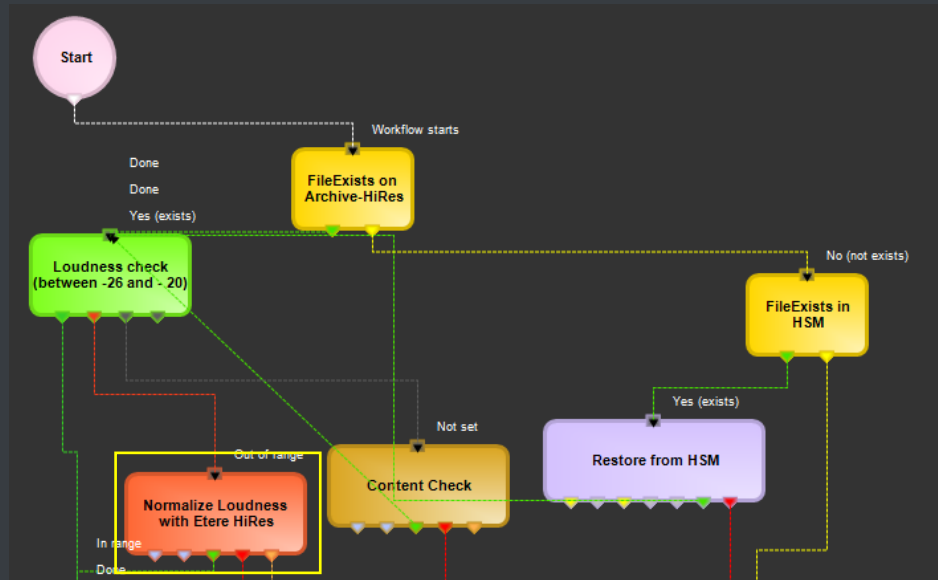 Start
Workflow starts
Done
Done
Yes (exists)
FileExists on
Archive-HiRes
Loudness check
(between -26 and - 20)
No (not exists)
FileExists in
HSM
Yes (exists)
Not set
Out of range
Restore from HSM
Content Check
Normalize Loudness
with Etere HiRes
In range
Done